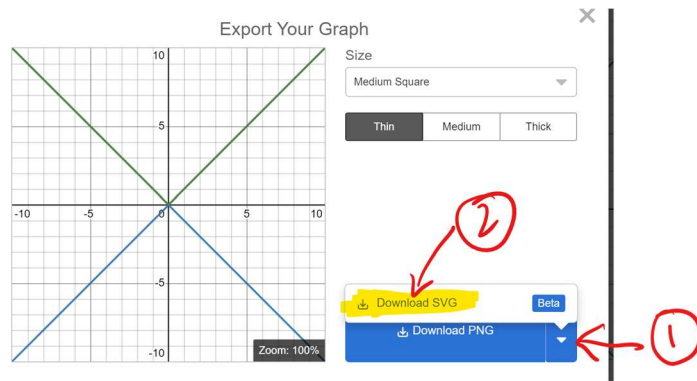 Export Your Graph
Size
Medium Square
Thin Medium Thick
10
5
-10 -5 0 5 10
-5
-10
Zoom: 100%
2
Download SVG Beta
Download PNG
1